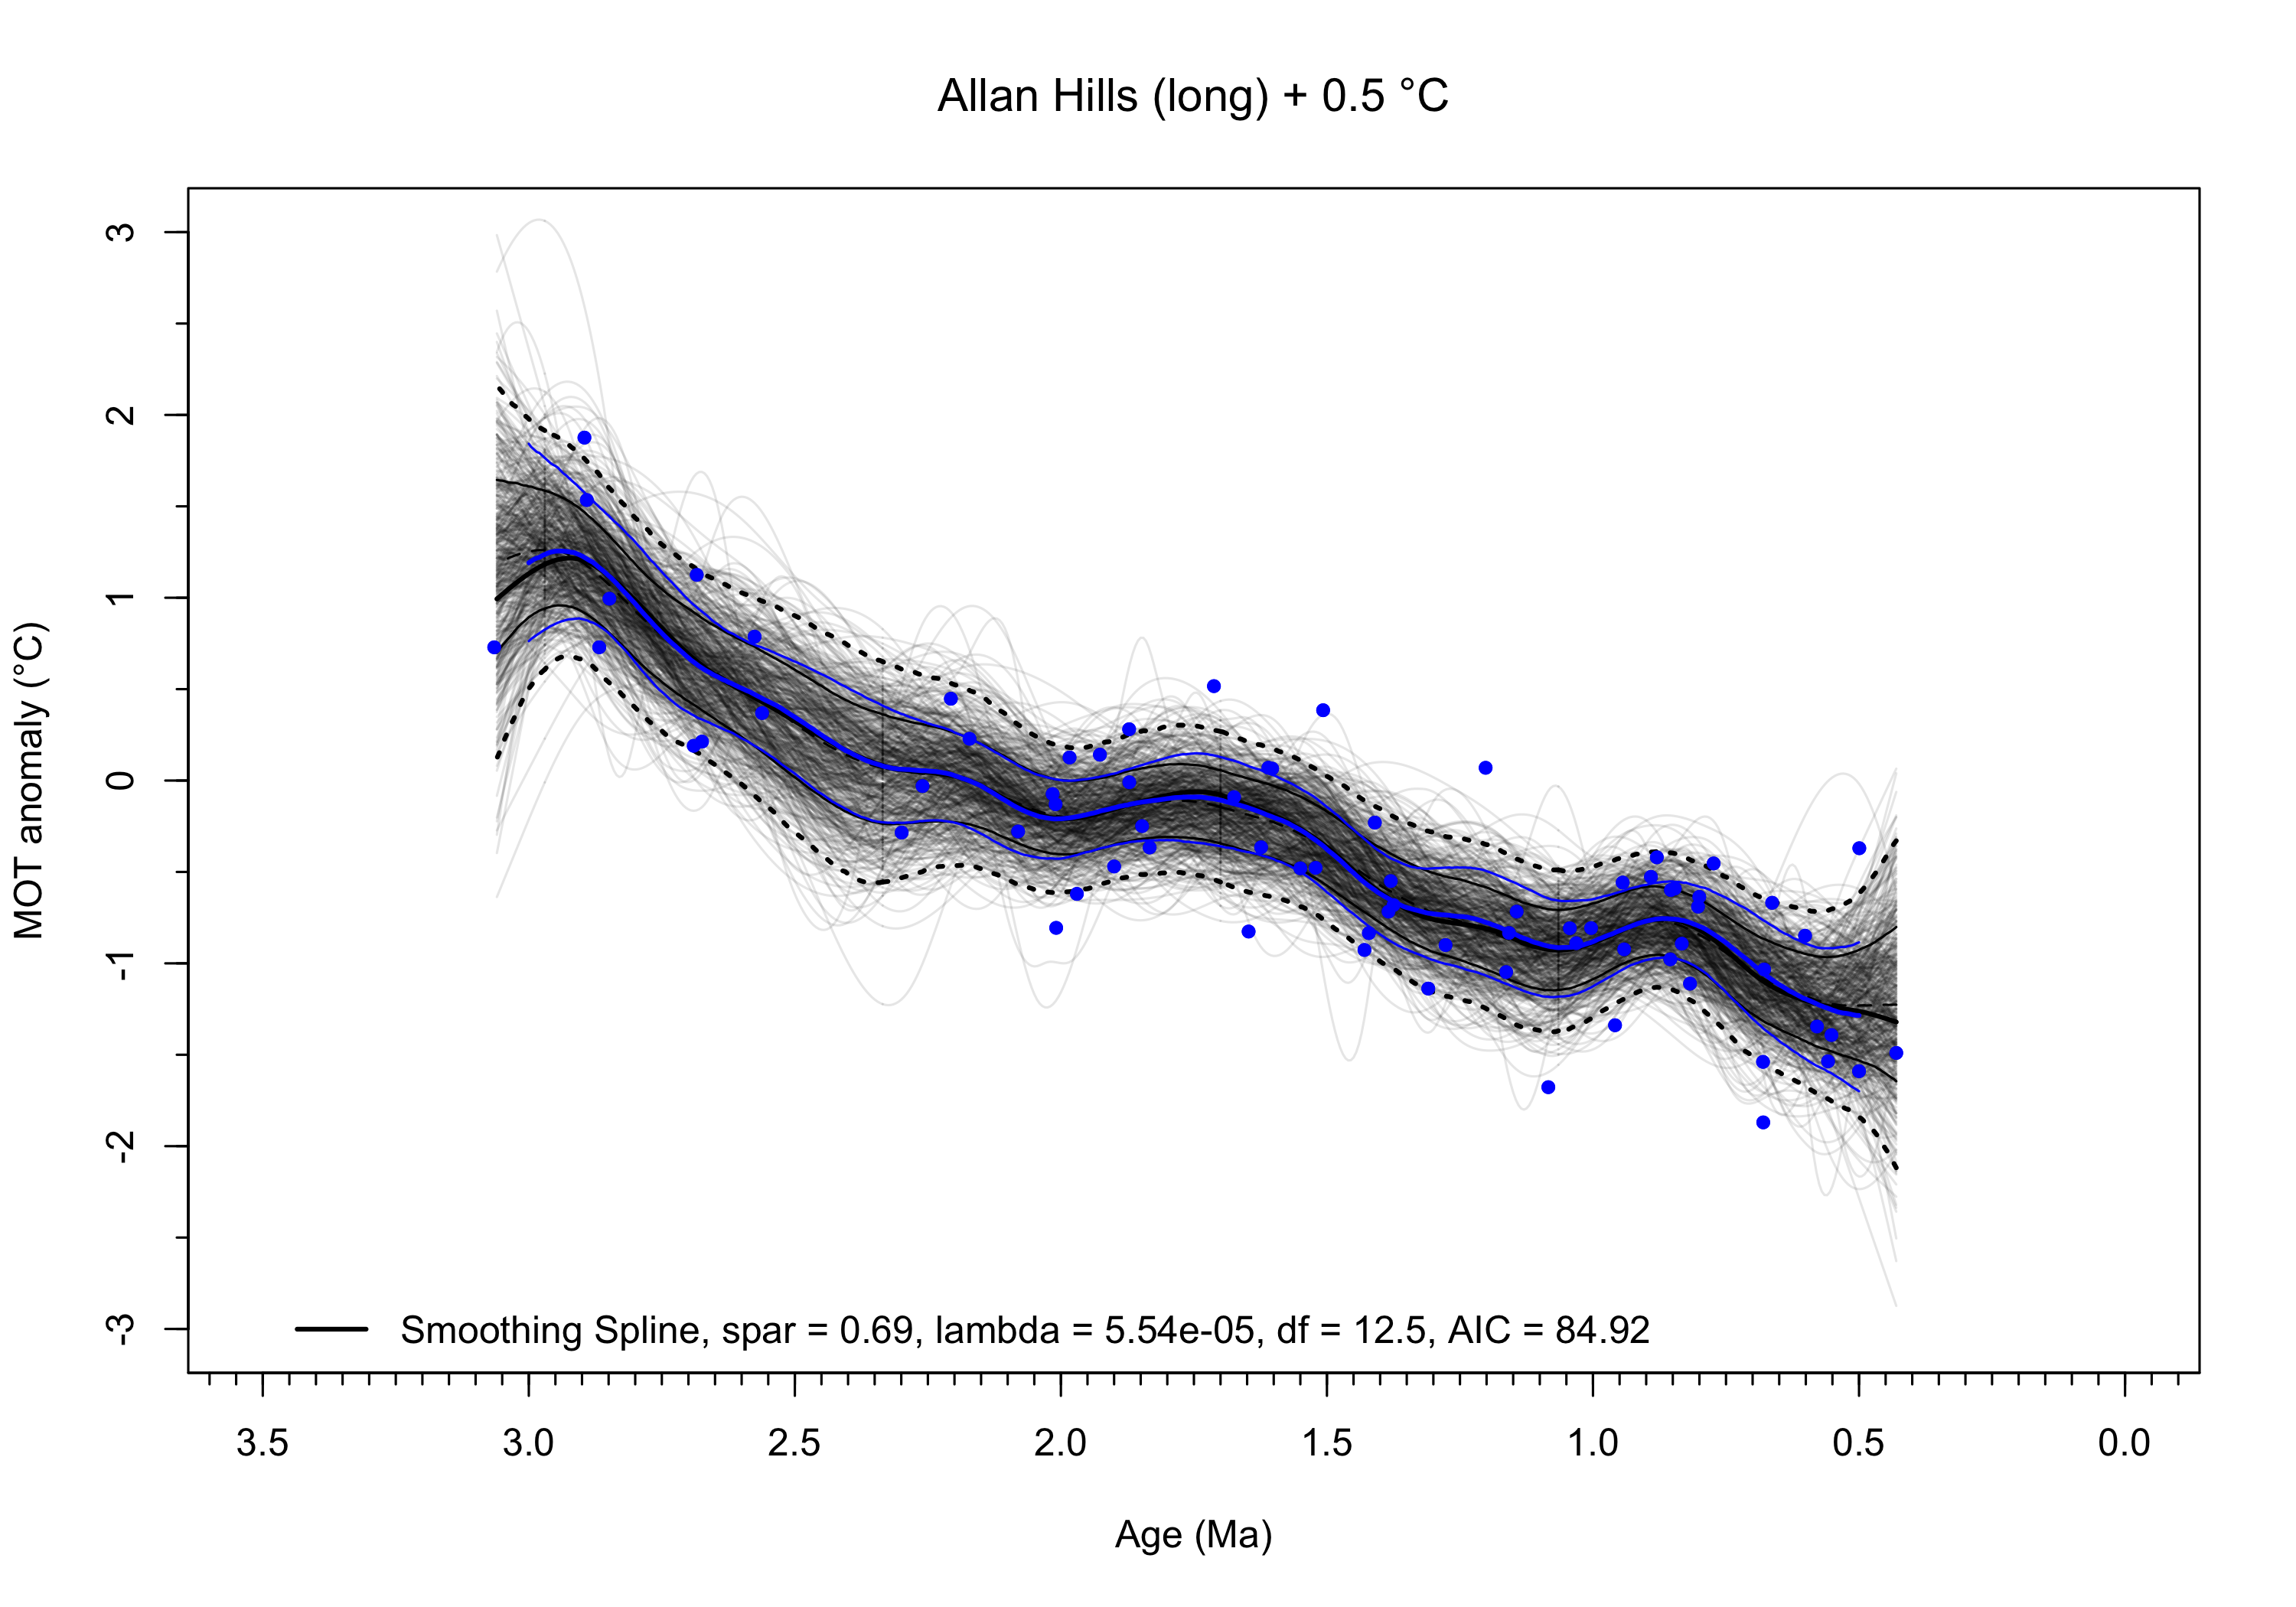 Allan Hills (long) + 0.5 °C
MOT anomaly (°C)
3
2
1
0
-1
-2
-3
Smoothing Spline, spar = 0.69, lambda = 5.54e-05, df = 12.5, AIC = 84.92
3.5 3.0 2.5 2.0 1.5 1.0 0.5 0.0
Age (Ma)